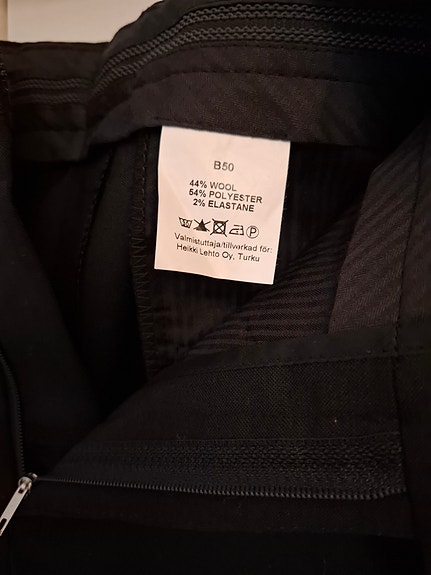 B50
44% WOOL
54% POLYESTER
2% ELASTANE
Valmistuttaja/tillverkad för:
Heikki Lehto Oy, Turku